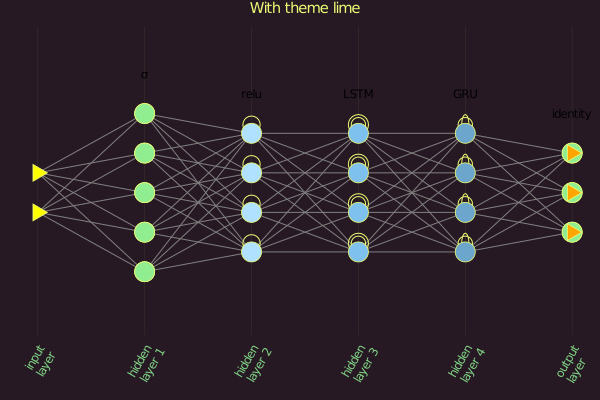 With theme lime
σ
relu
LSTM
GRU
identity
input
layer
hidden
layer 1
hidden
layer 2
hidden
layer 3
hidden
layer 4
output
layer